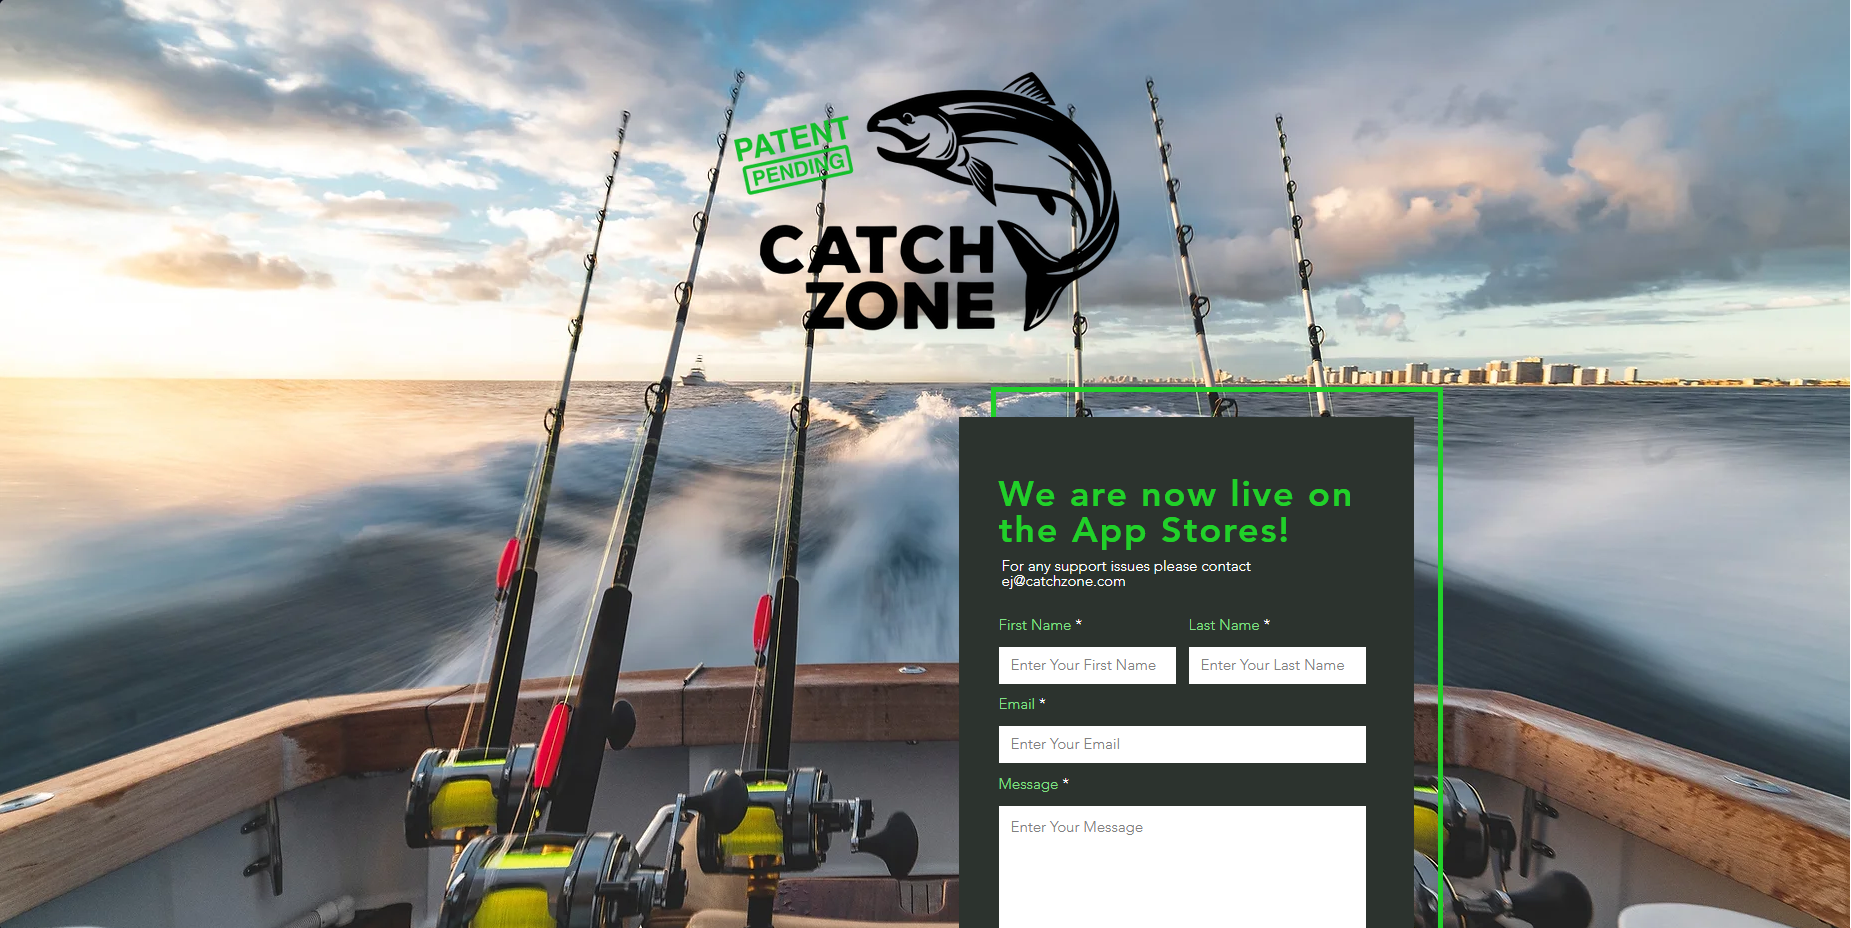 PATENT
PENDING
CATCH
ZONE
We are now live on
the App Stores!
For any support issues please contact
ej@catchzone.com
First Name * Last Name *
Enter Your First Name Enter Your Last Name
Email *
Enter Your Email
Message *
Enter Your Message